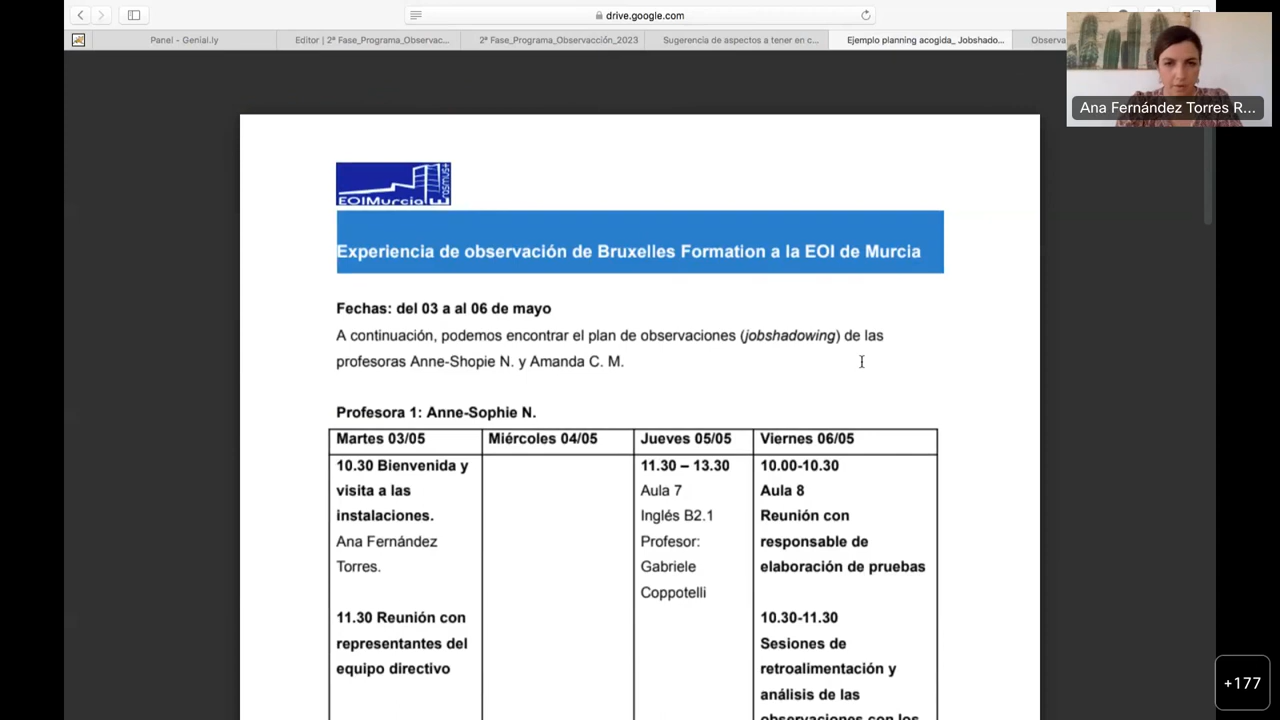 drive.google.com
Panel - Genial.ly
Editor | 2ª Fase_Programa_Observac...
2ª Fase_Programa_Observacción_2023
Sugerencia de aspectos a tener en c...
Ejemplo planning acogida_ Jobshado...
Observa
Ana Fernández Torres R...
EOIMurcia
Erasmus+
Experiencia de observación de Bruxelles Formation a la EOI de Murcia
Fechas: del 03 a al 06 de mayo
A continuación, podemos encontrar el plan de observaciones (jobshadowing) de las
profesoras Anne-Shopie N. y Amanda C. M.
Profesora 1: Anne-Sophie N.
Martes 03/05
10.30 Bienvenida y
visita a las
instalaciones.
Ana Fernández
Torres.
11.30 Reunión con
representantes del
equipo directivo
Miércoles 04/05
Jueves 05/05
11.30 – 13.30
Aula 7
Inglés B2.1
Profesor:
Gabriele
Coppotelli
Viernes 06/05
10.00-10.30
Aula 8
Reunión con
responsable de
elaboración de pruebas
10.30-11.30
Sesiones de
retroalimentación y
análisis de las
observaciones con los
+177